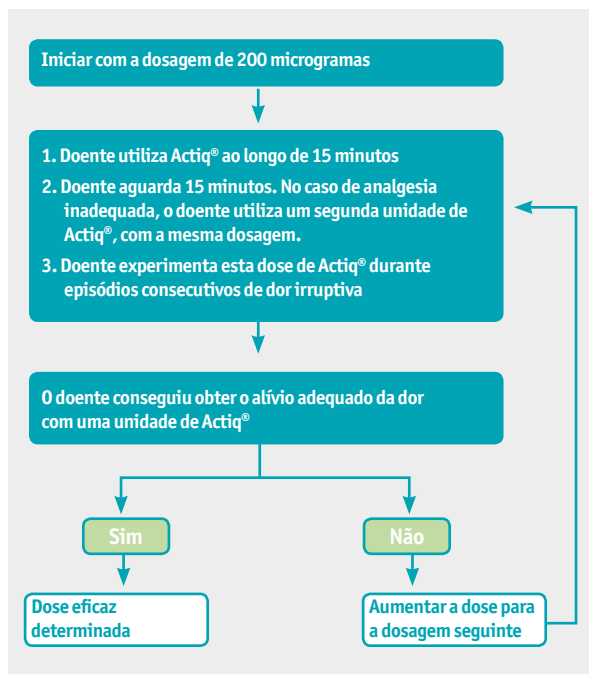 Iniciar com a dosagem de 200 microgramas
1. Doente utiliza Actiq® ao longo de 15 minutos
2. Doente aguarda 15 minutos. No caso de analgesia
inadequada, o doente utiliza um segunda unidade de
Actiq®, com a mesma dosagem.
3. Doente experimenta esta dose de Actiq® durante
episódios consecutivos de dor irruptiva
O doente conseguiu obter o alívio adequado da dor
com uma unidade de Actiq®
Sim
Não
Dose eficaz
determinada
Aumentar a dose para
a dosagem seguinte